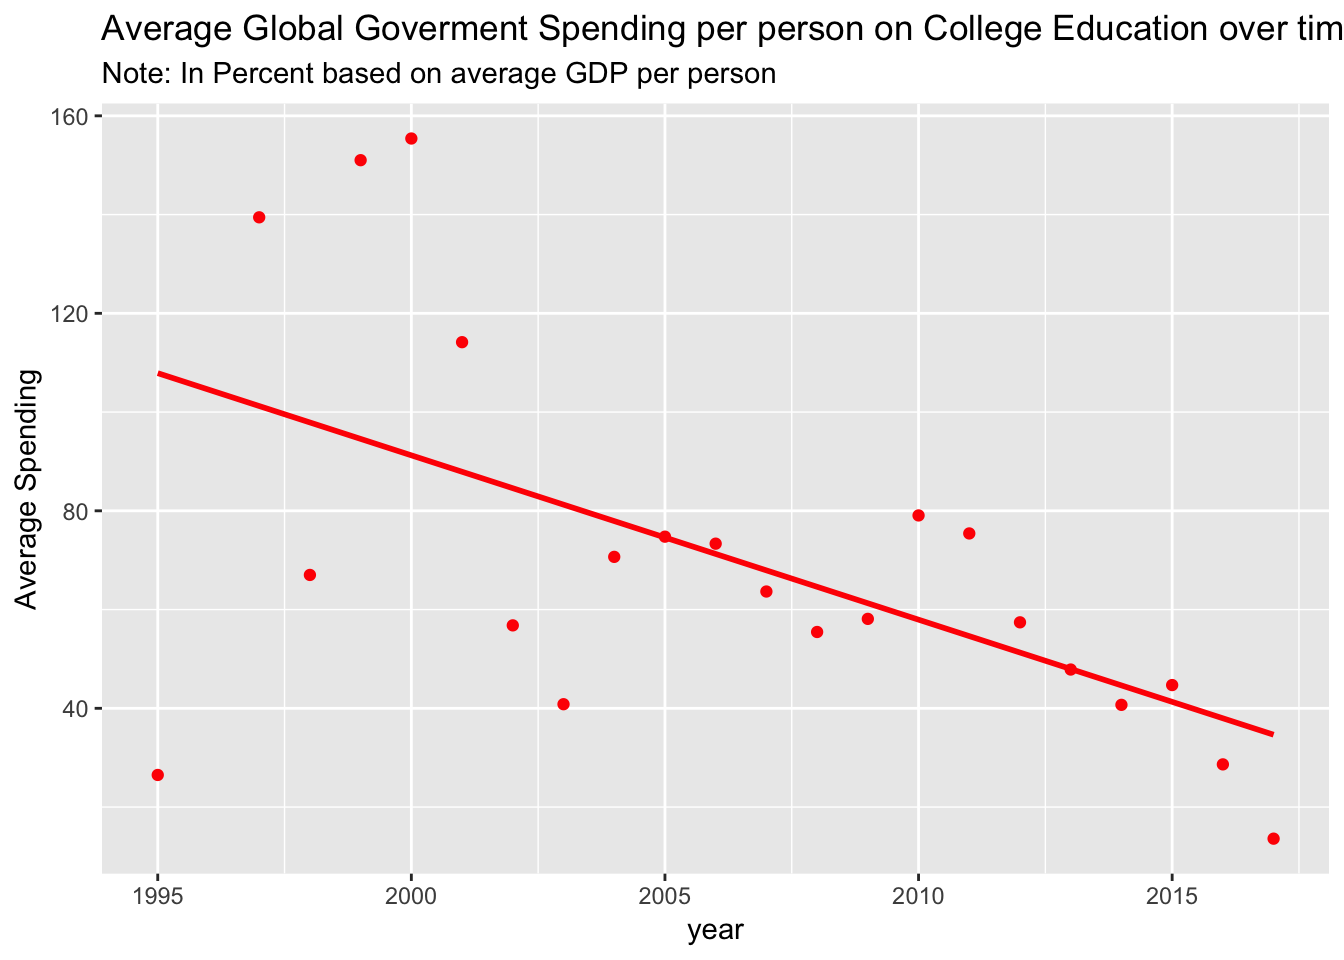 Average Global Goverment Spending per person on College Education over tim
Note: In Percent based on average GDP per person
160
120
80
40
Average Spending
1995 2000 2005 2010 2015
year